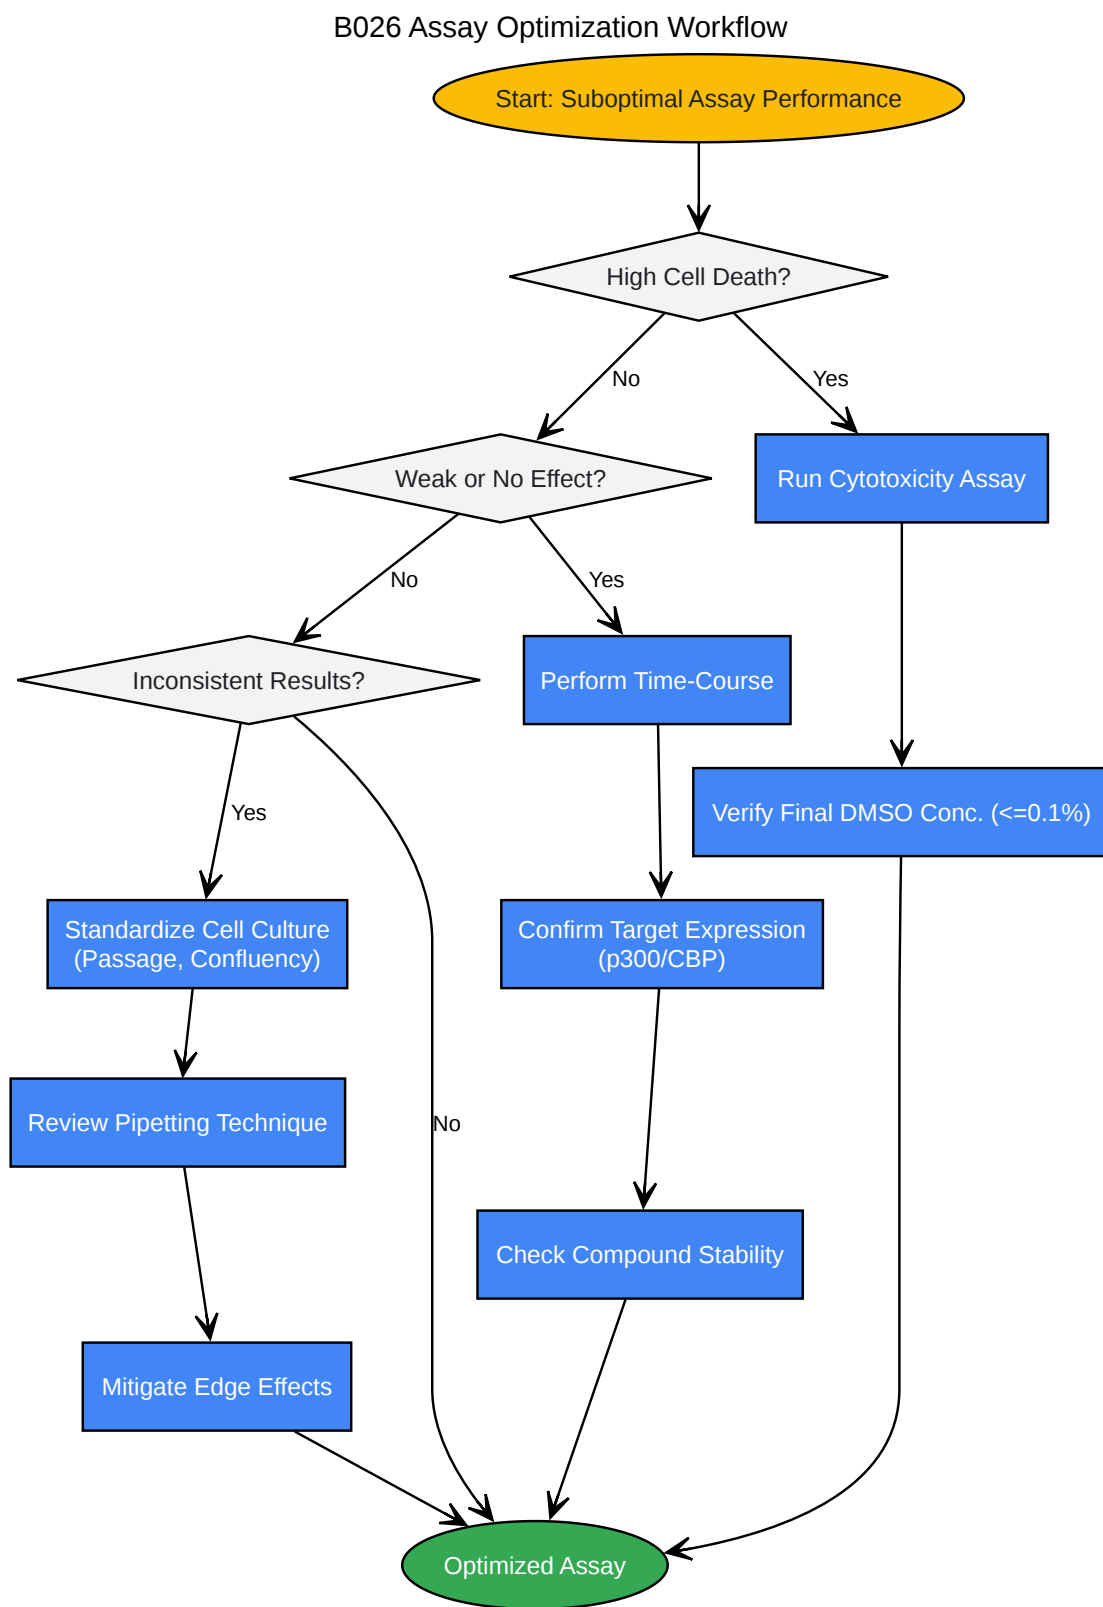 B026 Assay Optimization Workflow
Start: Suboptimal Assay Performance
High Cell Death?
No
Yes
Weak or No Effect?
Run Cytotoxicity Assay
No
Yes
Inconsistent Results?
Perform Time-Course
Yes
Verify Final DMSO Conc. (<=0.1%)
Standardize Cell Culture
(Passage, Confluency)
Confirm Target Expression
(p300/CBP)
Review Pipetting Technique
No
Check Compound Stability
Mitigate Edge Effects
Optimized Assay